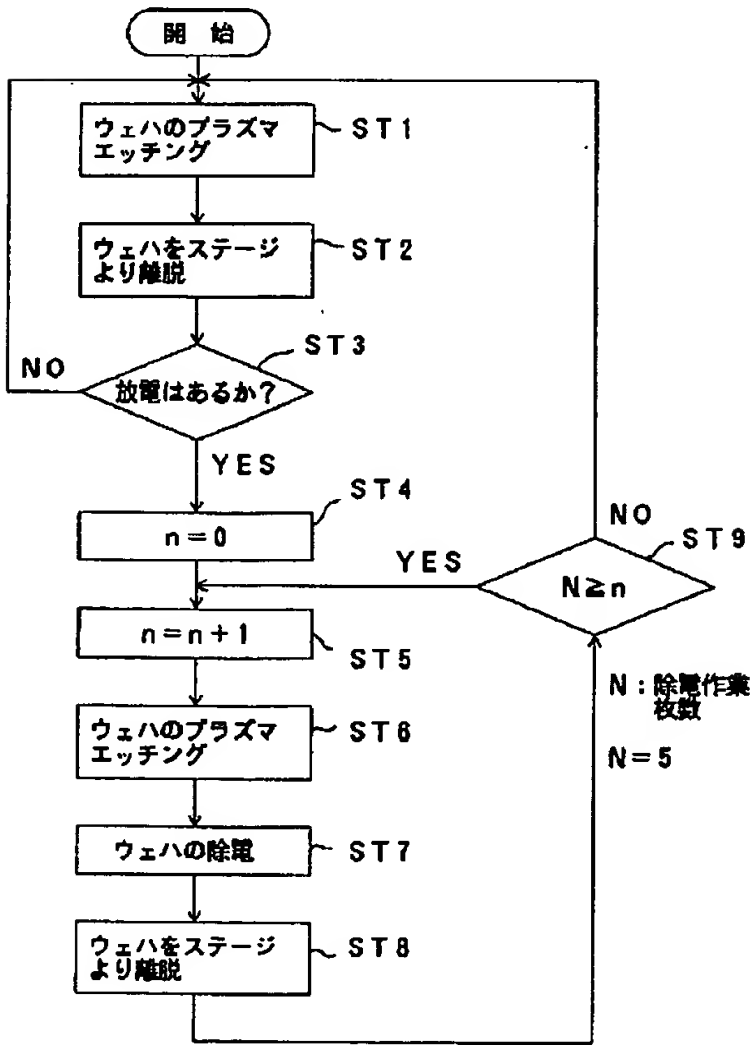 開始
ウェハのプラズマ
エッチング
ST1
ウェハをステージ
より離脱
ST2
ST3
NO
放電はあるか?
YES
ST4
n=0
NO
ST9
YES
N≧n
n=n+1
ST5
N:除電作業
枚数
N=5
ウェハのプラズマ
エッチング
ST6
ウェハの除電
ST7
ウェハをステージ
より離脱
ST8